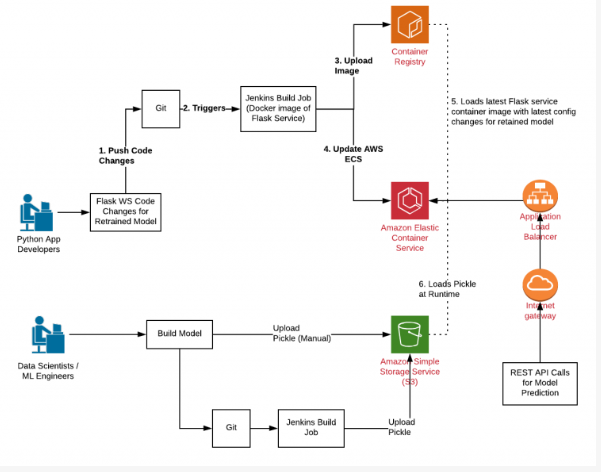 3. Upload
Image
Container
Registry
Git
2. Triggers
Jenkins Build Job
(Docker image of
Flask Service)
5. Loads latest Flask service
container image with latest config
changes for retained model
1. Push Code
Changes
4. Update AWS
ECS
Flask WS Code
Changes for
Retrained Model
Python App
Developers
Amazon Elastic
Container
Service
Application
Load
Balancer
6. Loads Pickle
at Runtime
Internet
gateway
Build Model
Upload
Pickle (Manual)
Data Scientists /
ML Engineers
Amazon Simple
Storage Service
(S3)
REST API Calls
for Model
Prediction
Git
Jenkins Build
Job
Upload
Pickle